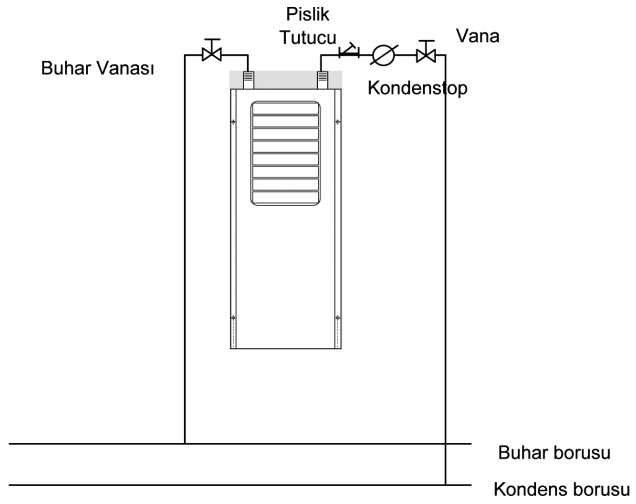 Pislik
Tutucu
Vana
Buhar Vanası
Kondenstop
Buhar borusu
Kondens borusu